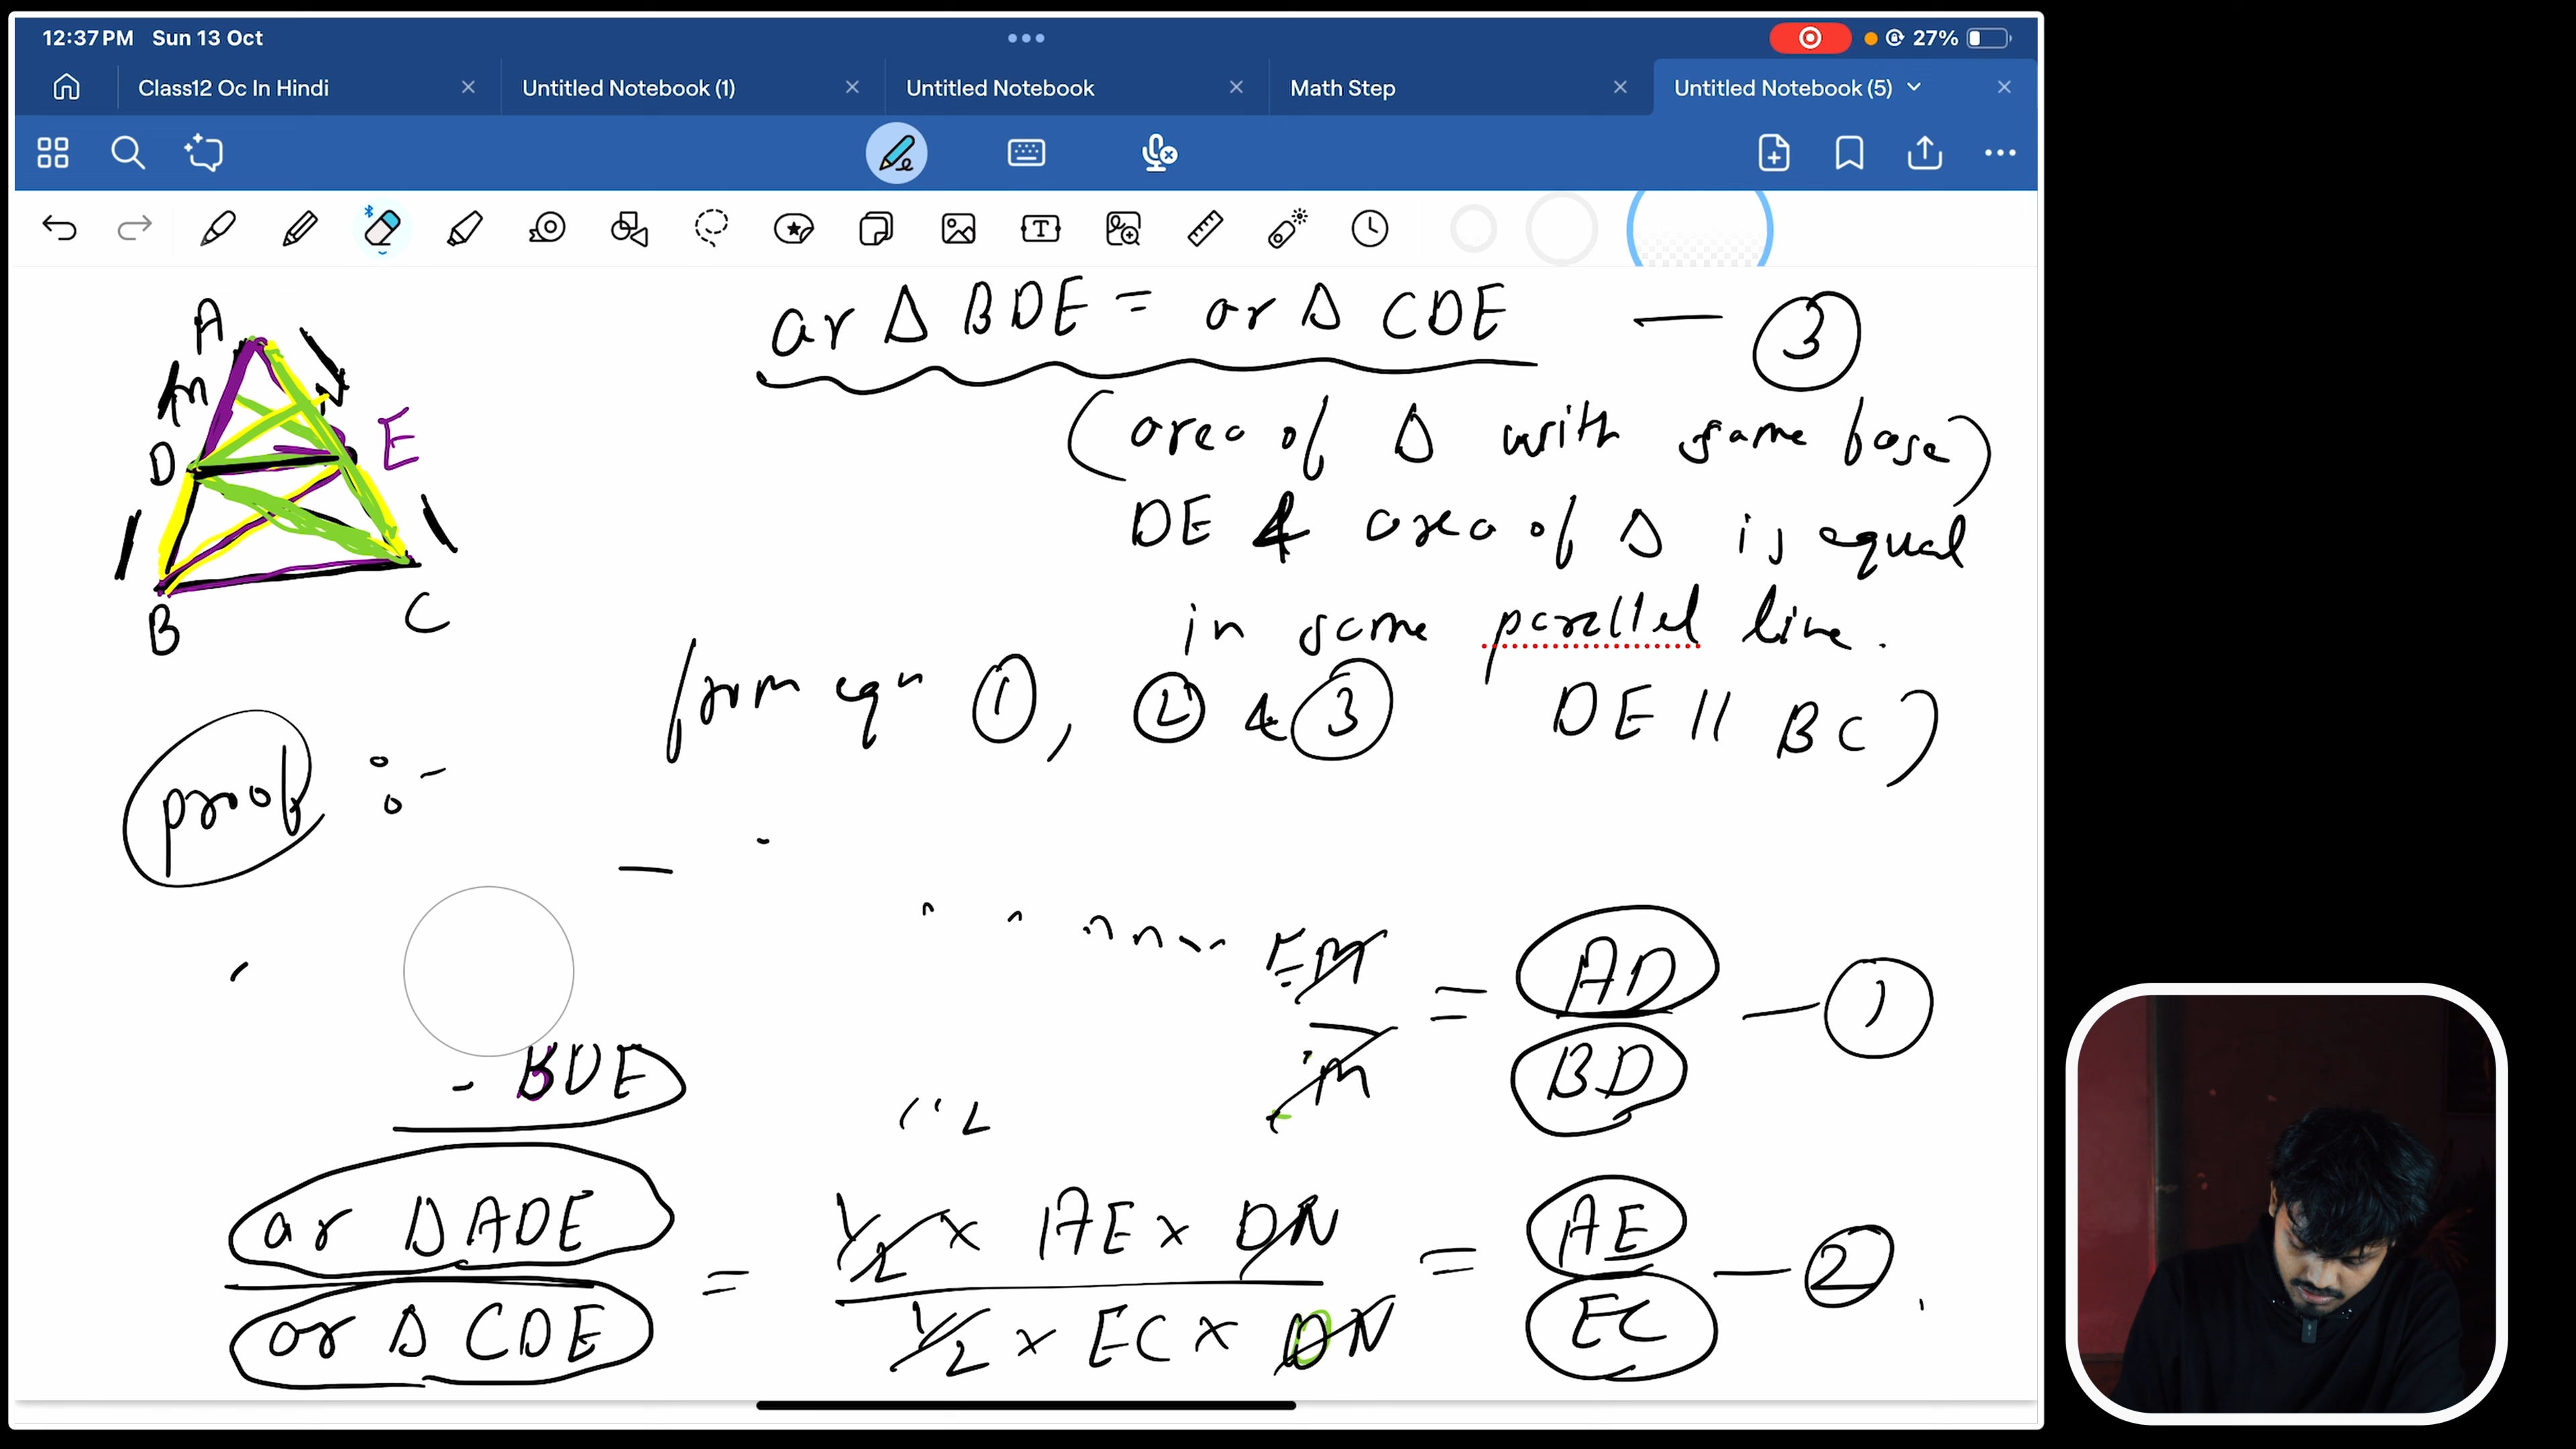 12:37 PM Sun 13 Oct
27%
Class12 Oc In Hindi
Untitled Notebook (1)
Untitled Notebook
Math Step
Untitled Notebook (5)
ar Δ BDE = ar Δ CDE — 3
(area of Δ with same base)
DE & area of Δ is equal
in same parallel line.
DE || BC)
from eqn 1, 2 & 3
A
M
N
D
E
B
C
proof :-
= AD — 1
BD
BDE
ar Δ ADE = 1/2 × AE × DN = AE — 2
ar Δ CDE 1/2 × EC × DN EC